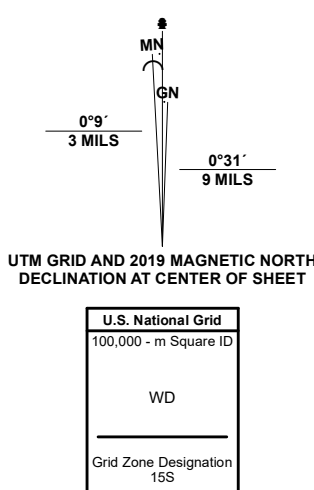 MN
GN
0°9´
3 MILS
0°31´
9 MILS
UTM GRID AND 2019 MAGNETIC NORTH
DECLINATION AT CENTER OF SHEET
U.S. National Grid
100,000 - m Square ID
WD
Grid Zone Designation
15S